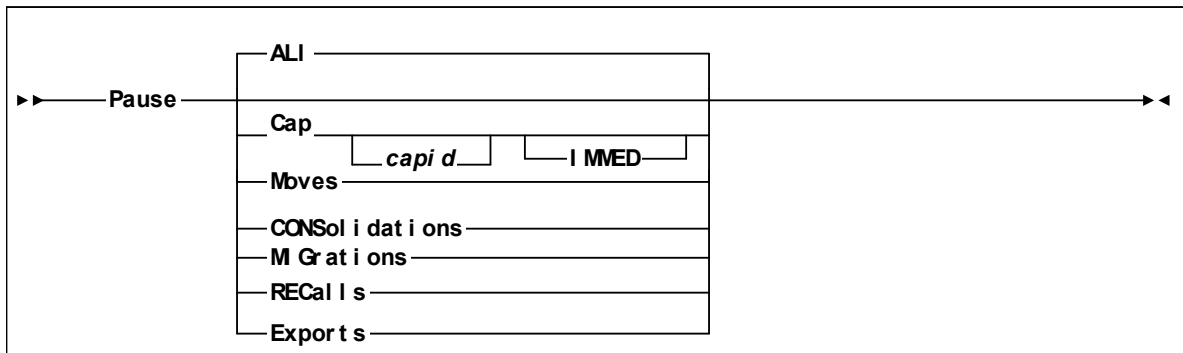 ALl
Pause
Cap
capid
IMMED
Moves
CONSolidations
MIGrations
RECalls
Exports